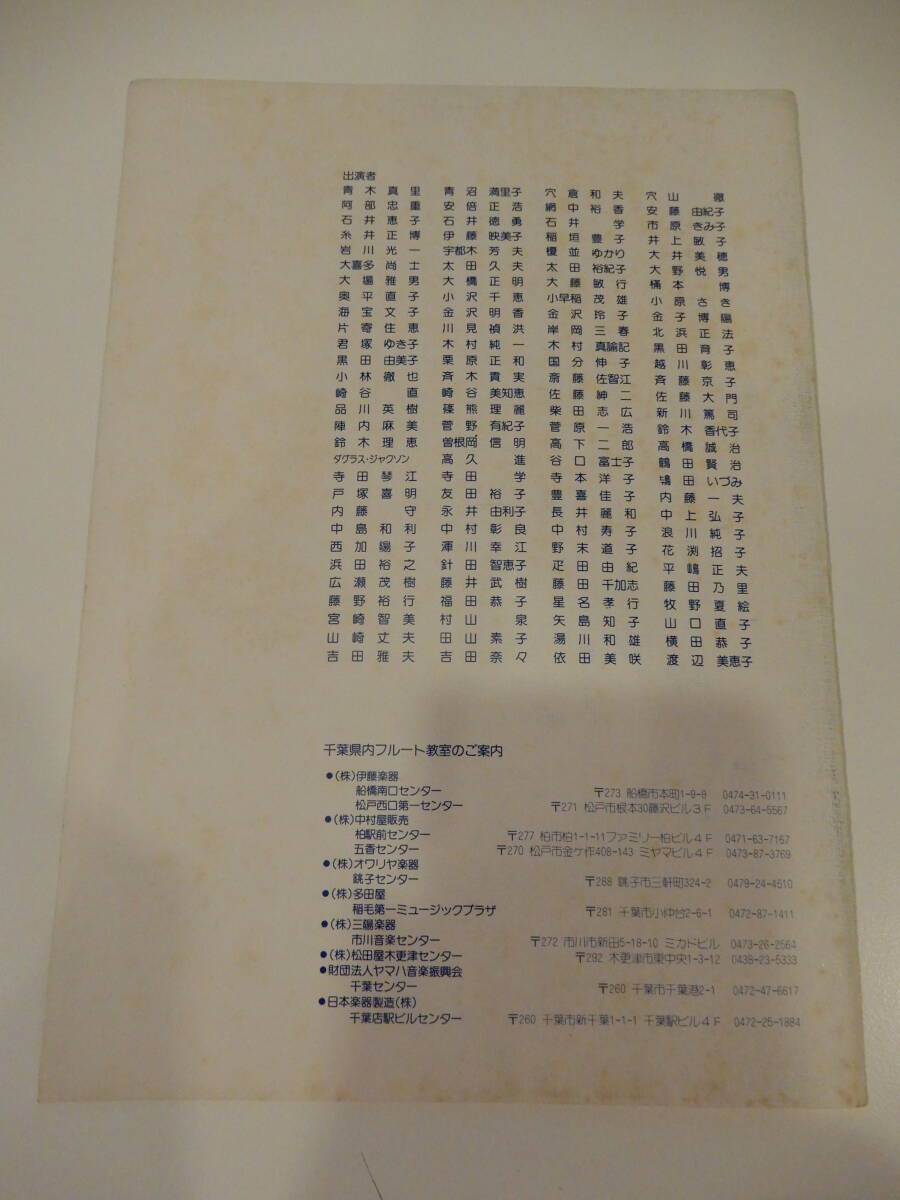 出演者
青木真里 青沼満里子 穴倉和夫 穴山徹
阿部忠重 安倍正浩 網中裕香 安藤由紀子
石井恵子 石井徳勇 石井学 市原きみ子
糸井正博 伊藤映美子 稲垣豊子 井上敏子
岩川光一 宇都木芳夫 榎並ゆかり 大井美穂
大喜多尚士 太田久夫 太田裕紀子 大野悦男
大場雅男 大橋正明 大藤敏行 桶本博
奥平直子 小沢千恵 小早稲茂雄 小原さき
海宝文子 金沢明香 金沢玲子 金子博陽
片寄住恵 川見禎洪 岸岡三春 北浜正法
君塚ゆき子 木村純一 木村真諭記 黒田育子
黒田由美子 栗原正和 国分伸子 越川彰恵
小林徹也 斉木貴実 斎藤佐智江 斉藤京子
崎谷直 崎谷美知恵 佐藤紳二 佐藤大門
品川英樹 篠熊理麗 柴田志広 新川篤司
陣内麻美 菅野有紀子 菅原一浩 鈴木香代子
鈴木理恵 曽根岡信明 高下二郎 高橋誠治
ダグラス・ジャクソン 高久進 谷口富士子 鶴田賢治
寺田琴江 寺田学 寺本洋子 鴇田いづみ
戸塚喜明 友田裕子 豊喜佳子 内藤一夫
内藤守 永井由利子 長井麗和 中上弘子
中島和利 中村彰良 中村寿子 浪川純子
西加陽子 渾川幸江 野末道子 花渕招子
浜田裕之 針田智恵子 疋田由紀 平嶋正夫
広瀬茂樹 藤井武樹 藤田千加志 藤田乃里
藤野裕行 福田恭子 星名孝行 牧野夏絵
宮崎智美 村山泉 矢島知子 山口直子
山崎丈夫 田山素子 湯川和雄 横田恭子
吉田雅夫 吉田奈々 依田美咲 渡辺美恵子
千葉県内フルート教室のご案内
●(株)伊藤楽器
船橋南口センター 〒273 船橋市本町1-9-8 0474-31-0111
松戸西口第一センター 〒271 松戸市根本30藤沢ビル3F 0473-64-5567
●(株)中村屋販売
柏駅前センター 〒277 柏市柏1-1-11ファミリー柏ビル4F 0471-63-7167
五香センター 〒270 松戸市金ケ作408-143 ミヤマビル4F 0473-87-3769
●(株)オワリヤ楽器
銚子センター 〒288 銚子市三軒町324-2 0479-24-4510
●(株)多田屋
稲毛第一ミュージックプラザ 〒281 千葉市小仲台2-6-1 0472-87-1411
●(株)三陽楽器
市川音楽センター 〒272 市川市新田5-18-10 ミカドビル 0473-26-2564
●(株)松田屋木更津センター 〒292 木更津市東中央1-3-12 0438-23-5333
●財団法人ヤマハ音楽振興会
千葉センター 〒260 千葉市千葉港2-1 0472-47-6617
●日本楽器製造(株)
千葉店駅ビルセンター 〒260 千葉市新千葉1-1-1 千葉駅ビル4F 0472-25-1884